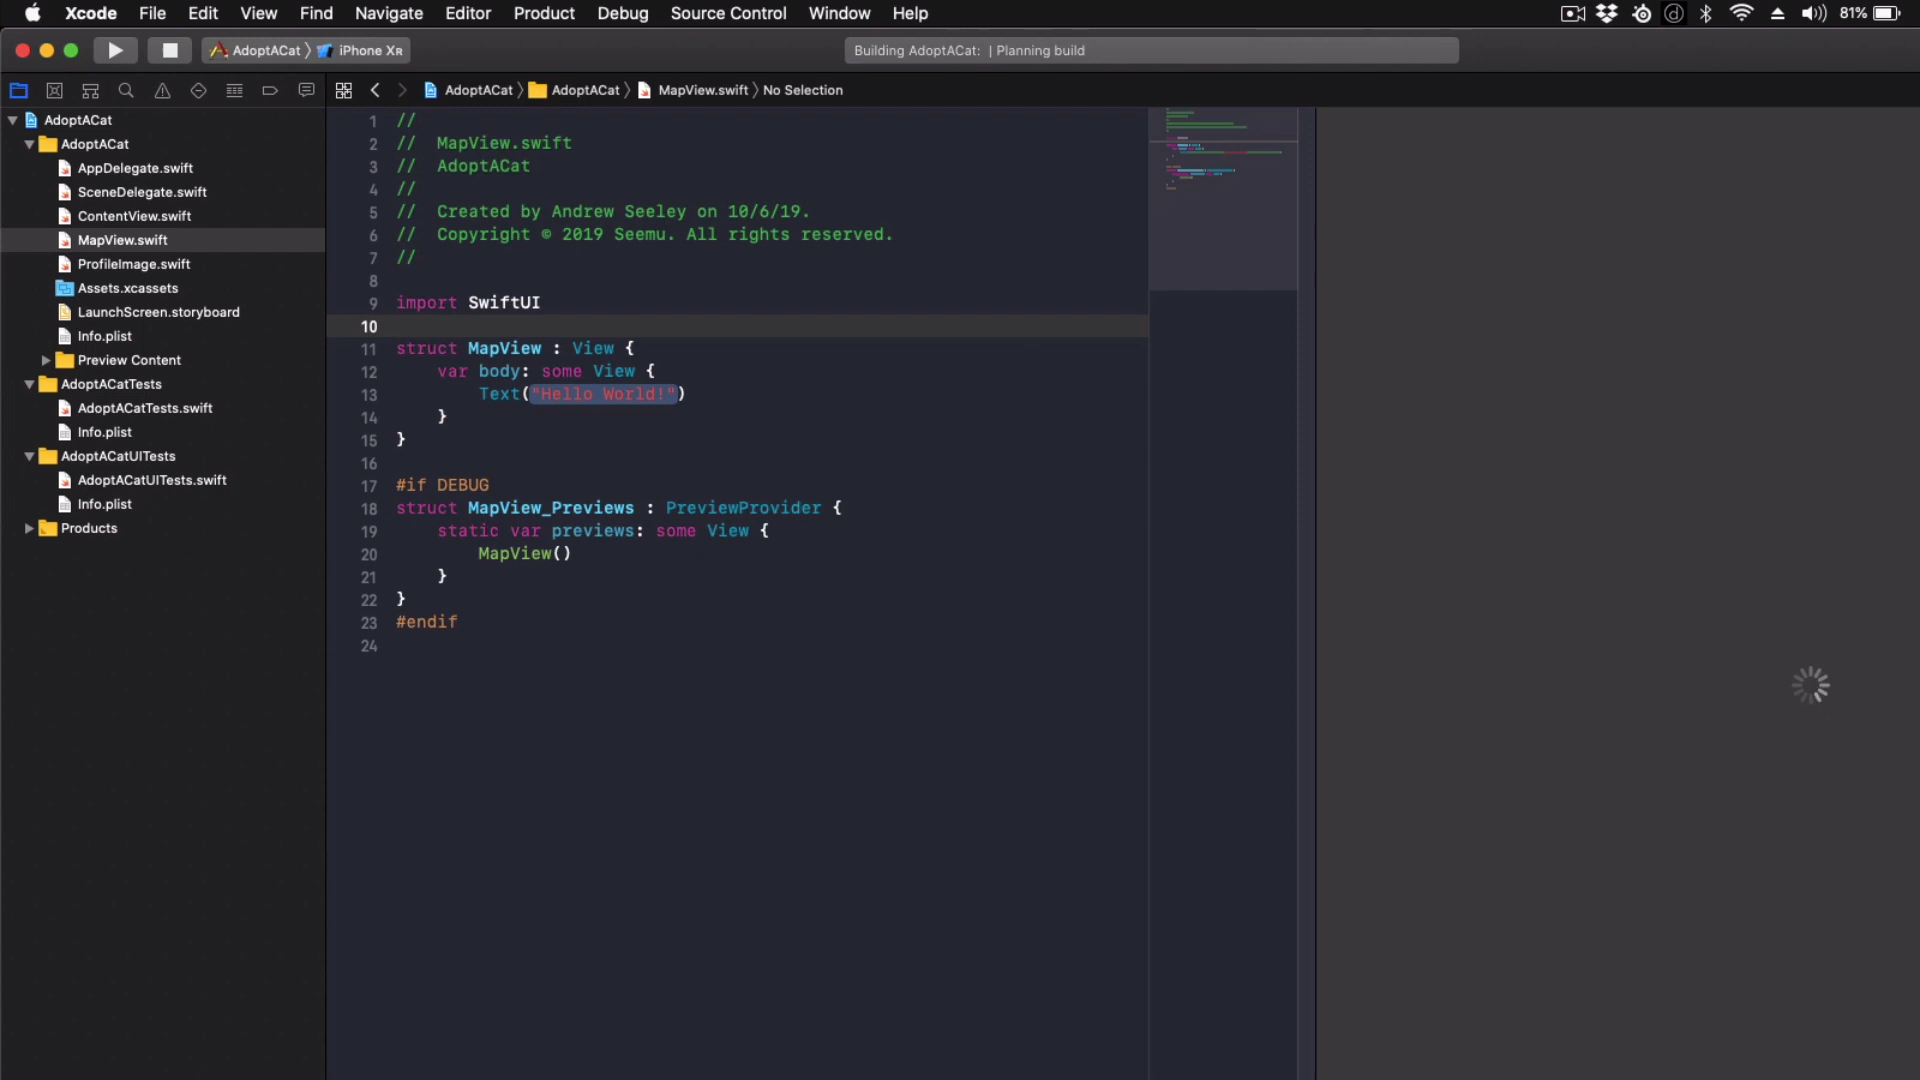 Xcode File Edit View Find Navigate Editor Product Debug Source Control Window Help 81%
AdoptACat iPhone XR Building AdoptACat: | Planning build
AdoptACat AdoptACat MapView.swift No Selection
AdoptACat
AdoptACat
AppDelegate.swift
SceneDelegate.swift
ContentView.swift
MapView.swift
ProfileImage.swift
Assets.xcassets
LaunchScreen.storyboard
Info.plist
Preview Content
AdoptACatTests
AdoptACatTests.swift
Info.plist
AdoptACatUITests
AdoptACatUITests.swift
Info.plist
Products
1 //
2 // MapView.swift
3 // AdoptACat
4 //
5 // Created by Andrew Seeley on 10/6/19.
6 // Copyright © 2019 Seemu. All rights reserved.
7 //
8
9 import SwiftUI
10
11 struct MapView : View {
12 var body: some View {
13 Text("Hello World!")
14 }
15 }
16
17 #if DEBUG
18 struct MapView_Previews : PreviewProvider {
19 static var previews: some View {
20 MapView()
21 }
22 }
23 #endif
24